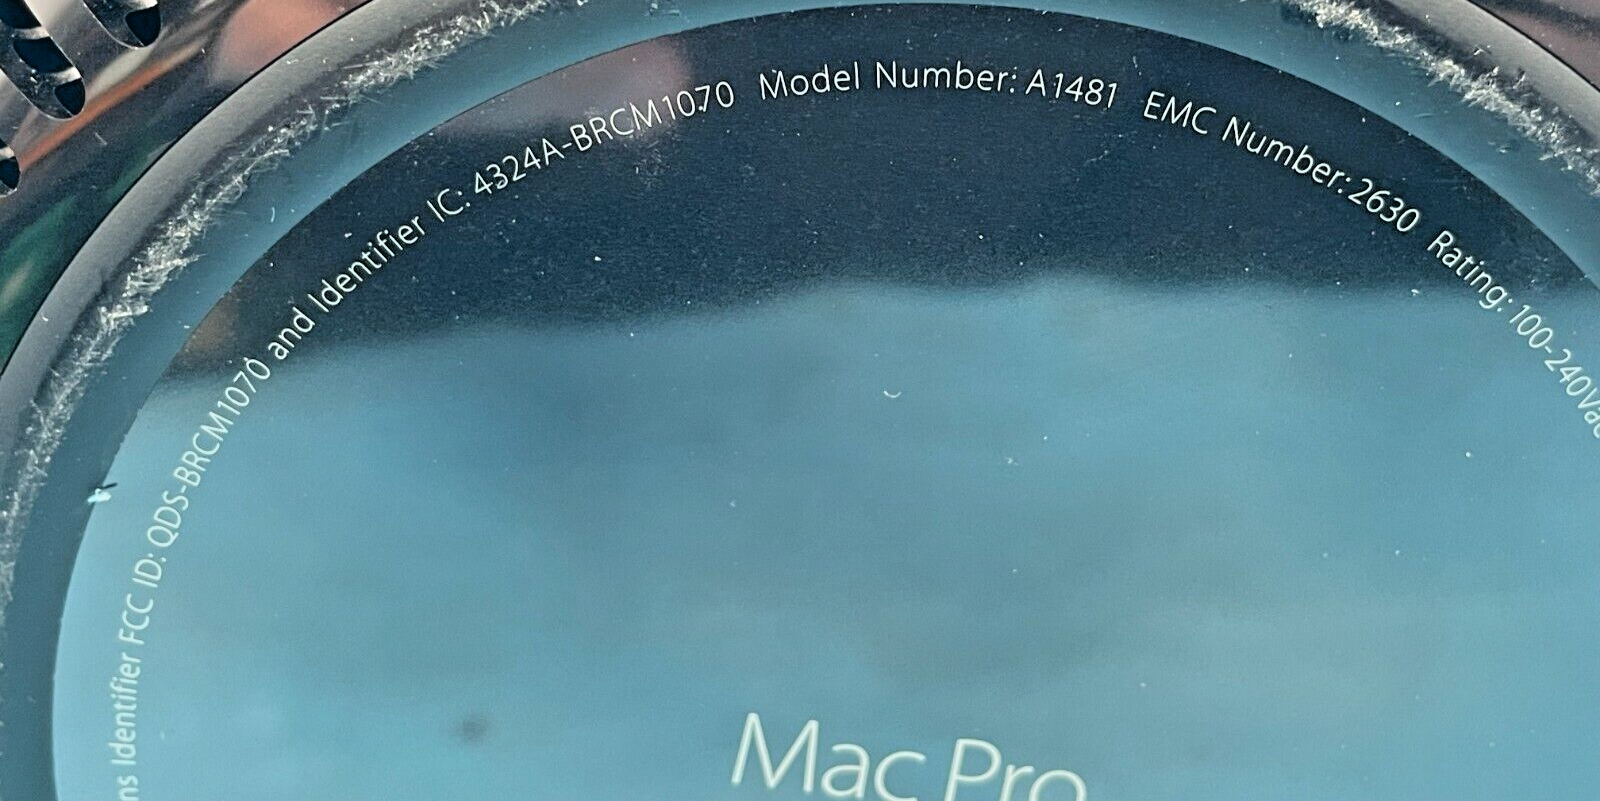 ns Identifier FCC ID: QDS-BRCM1070 and Identifier IC: 4324A-BRCM1070 Model Number: A1481 EMC Number: 2630 Rating: 100-240Vac
Mac Pro